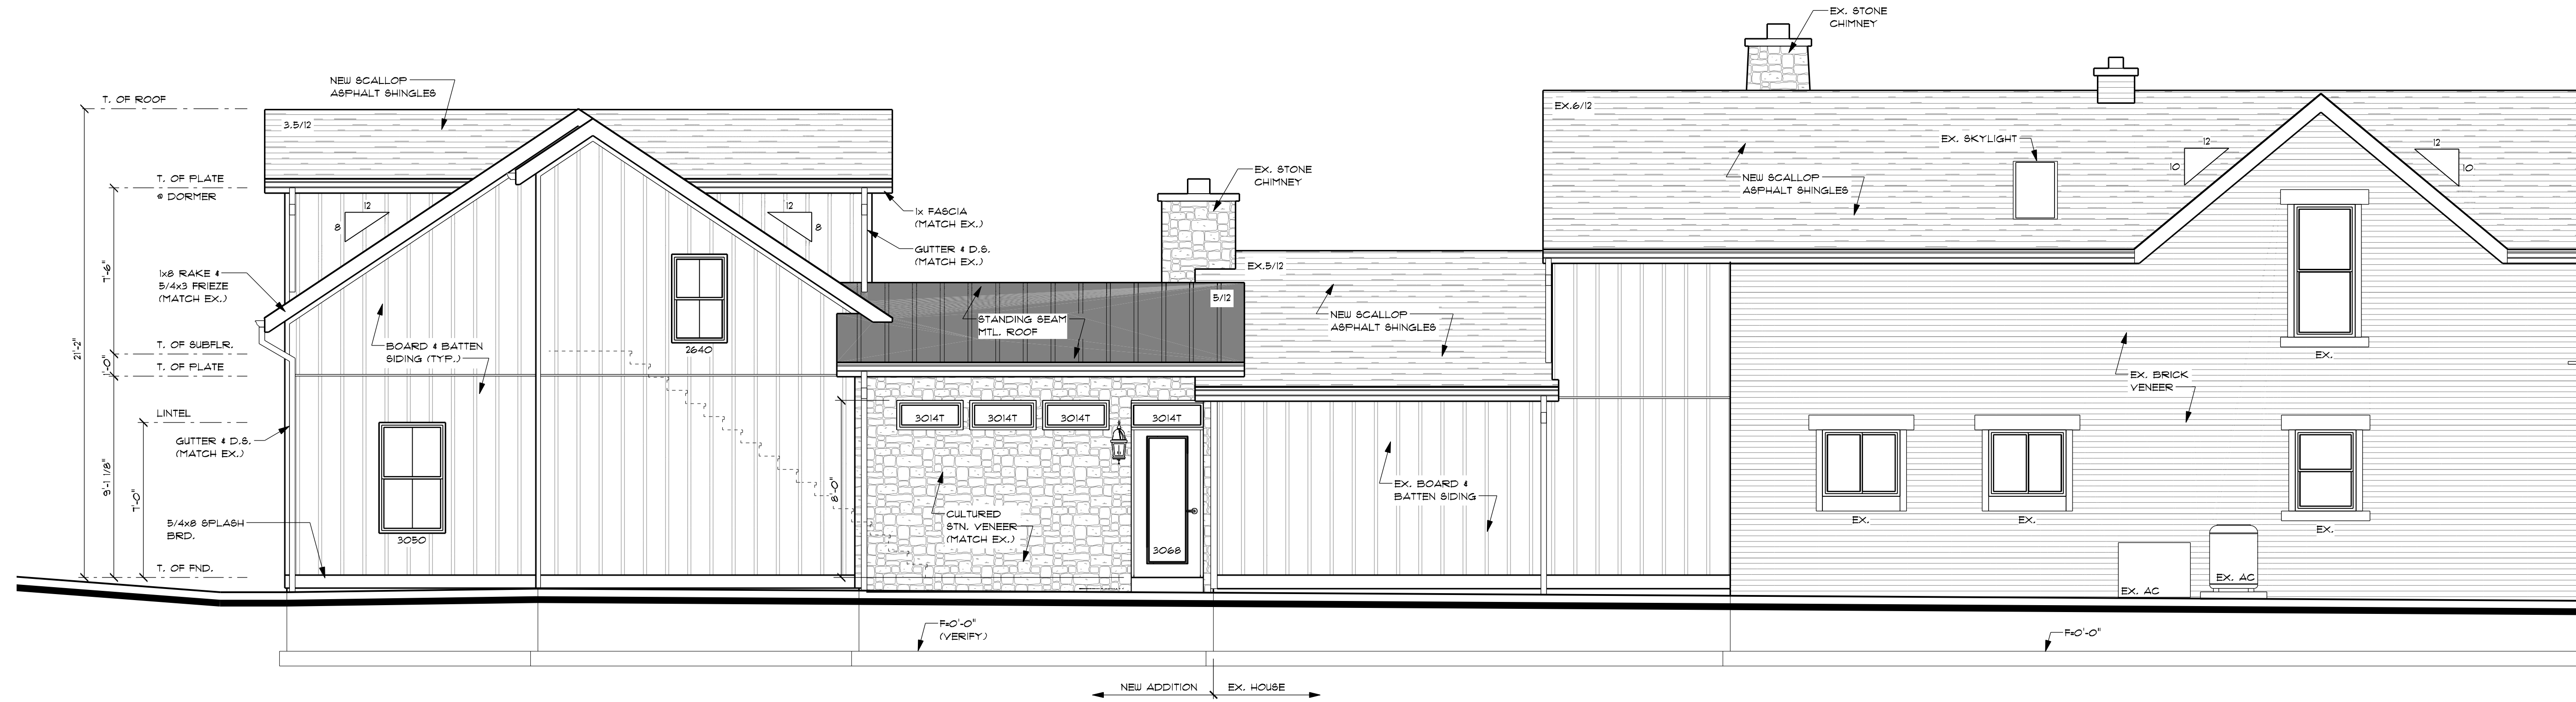 EX. STONE
CHIMNEY
NEW SCALLOP
ASPHALT SHINGLES
T. OF ROOF
3.5/12
EX.6/12
EX. SKYLIGHT
12
10
12
10
NEW SCALLOP
ASPHALT SHINGLES
EX. STONE
CHIMNEY
T. OF PLATE
@ DORMER
12
8
12
8
1x FASCIA
(MATCH EX.)
GUTTER & D.S.
(MATCH EX.)
7'-6"
1x8 RAKE &
5/4x3 FRIEZE
(MATCH EX.)
EX.5/12
5/12
STANDING SEAM
MTL. ROOF
NEW SCALLOP
ASPHALT SHINGLES
21'-2"
T. OF SUBFLR.
1'-0"
T. OF PLATE
BOARD & BATTEN
SIDING (TYP.)
2640
EX.
EX. BRICK
VENEER
LINTEL
3014T
3014T
3014T
3014T
GUTTER & D.S.
(MATCH EX.)
9'-1 1/8"
7'-0"
8'-0"
EX. BOARD &
BATTEN SIDING
CULTURED
STN. VENEER
(MATCH EX.)
5/4x8 SPLASH
BRD.
3050
3068
EX.
EX.
EX.
T. OF FND.
EX. AC
EX. AC
F=0'-0"
(VERIFY)
F=0'-0"
NEW ADDITION
EX. HOUSE